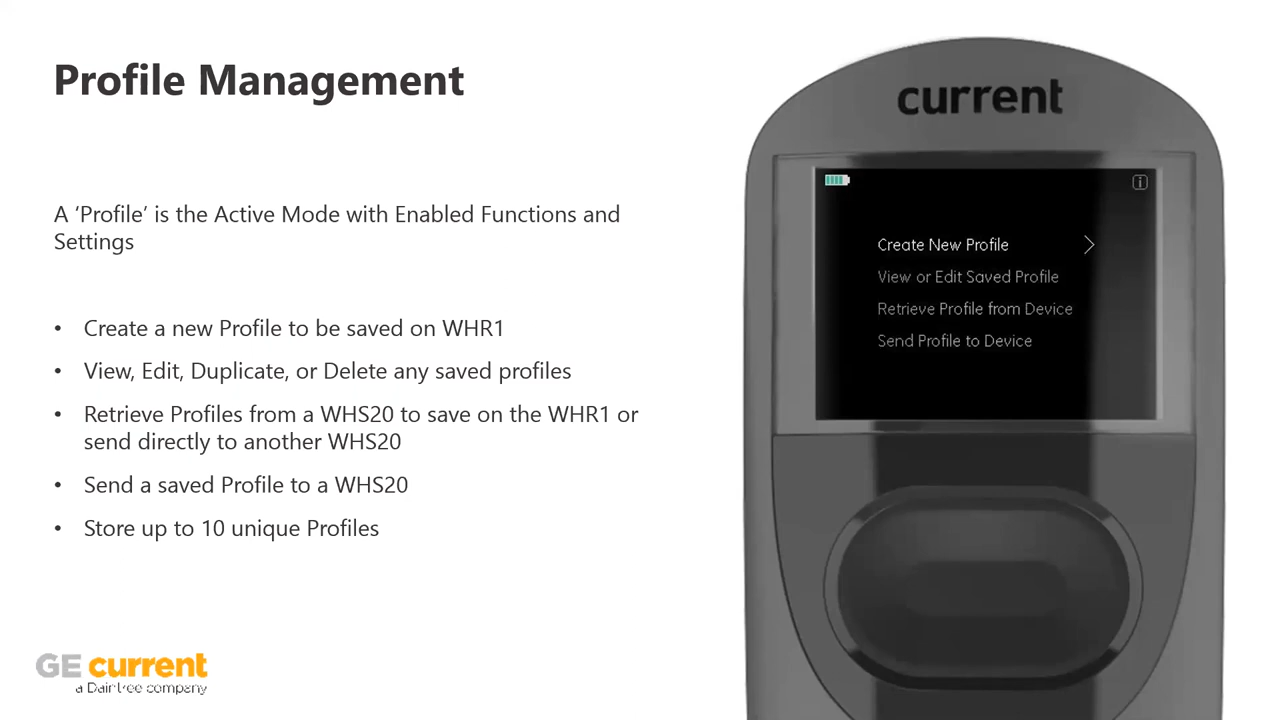 Profile Management
A ‘Profile’ is the Active Mode with Enabled Functions and
Settings
• Create a new Profile to be saved on WHR1
• View, Edit, Duplicate, or Delete any saved profiles
• Retrieve Profiles from a WHS20 to save on the WHR1 or
send directly to another WHS20
• Send a saved Profile to a WHS20
• Store up to 10 unique Profiles
GE current
a Daintree company
current
i
Create New Profile
View or Edit Saved Profile
Retrieve Profile from Device
Send Profile to Device